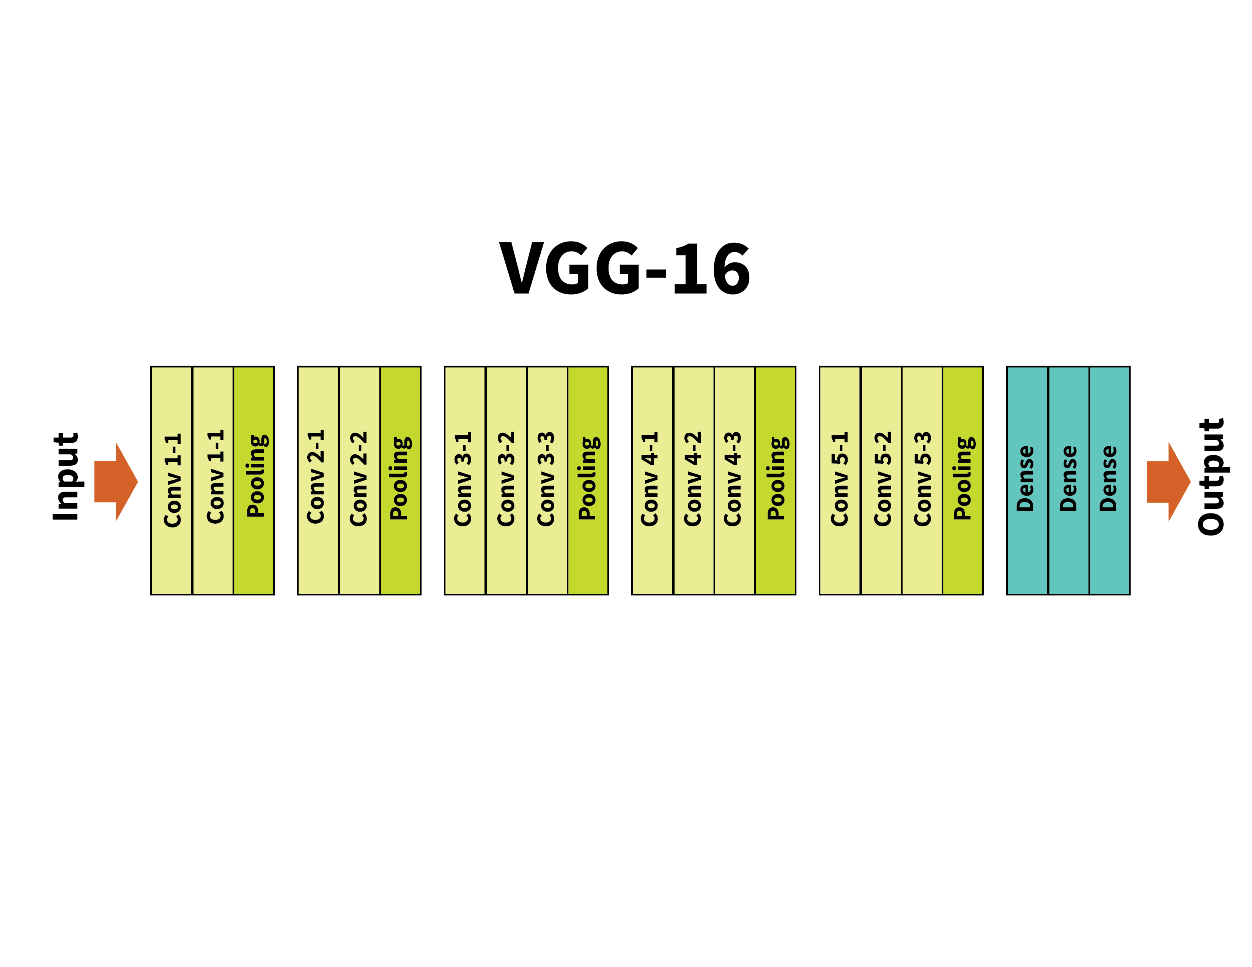 VGG-16
Input
Conv 1-1
Conv 1-1
Pooling
Conv 2-1
Conv 2-2
Pooling
Conv 3-1
Conv 3-2
Conv 3-3
Pooling
Conv 4-1
Conv 4-2
Conv 4-3
Pooling
Conv 5-1
Conv 5-2
Conv 5-3
Pooling
Dense
Dense
Dense
Output